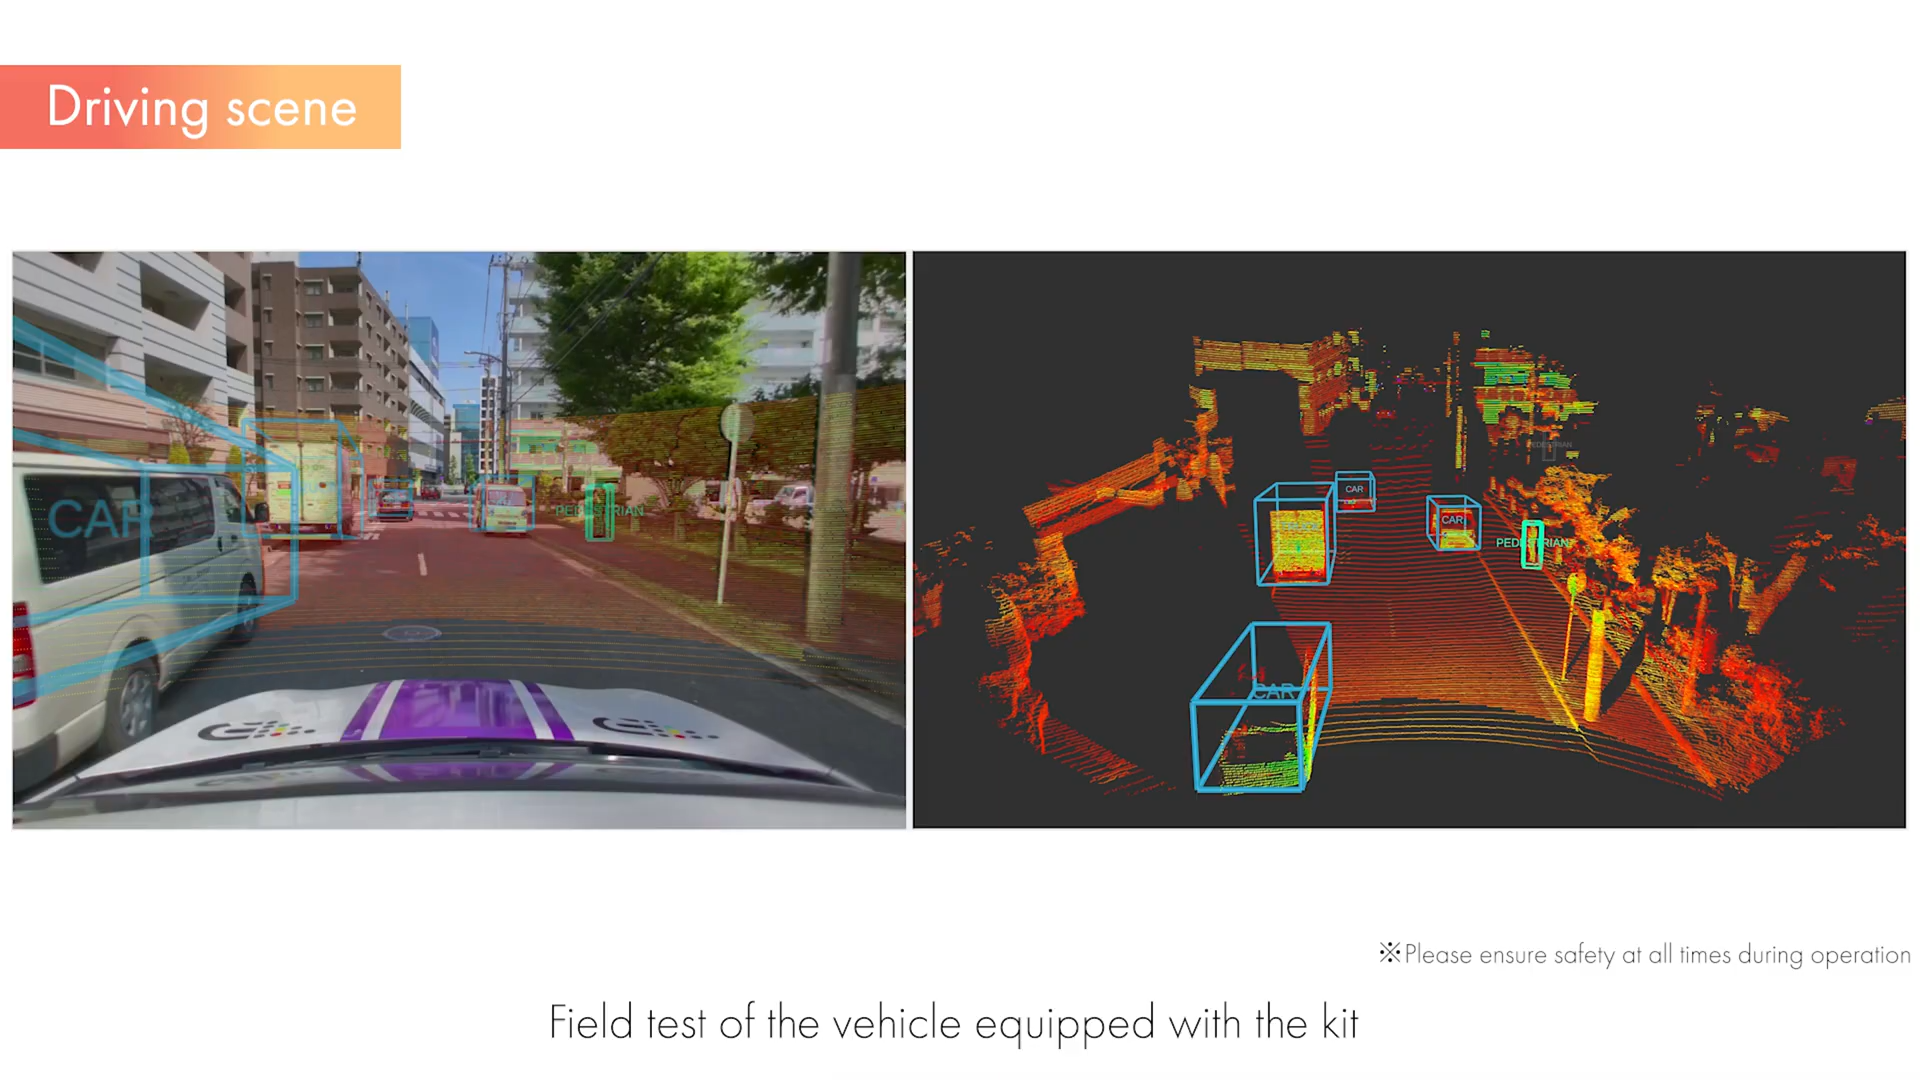 Driving scene
CAR
PEDESTRIAN
PEDESTRIAN
CAR
CAR
PEDESTRIAN
CAR
※Please ensure safety at all times during operation
Field test of the vehicle equipped with the kit